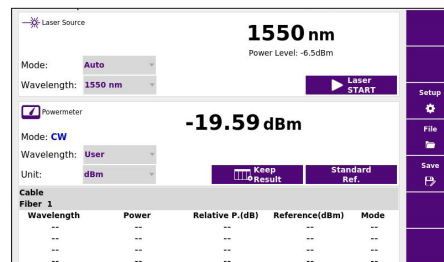 Laser Source
1550 nm
Power Level: -6.5dBm
Mode: Auto
Wavelength: 1550 nm
Laser START
Powermeter
-19.59 dBm
Mode: CW
Wavelength: User
Unit: dBm
Keep Result
Standard Ref.
Cable
Fiber 1
Wavelength Power Relative P.(dB) Reference(dBm) Mode
-- -- -- -- --
-- -- -- -- --
-- -- -- -- --
-- -- -- -- --
Setup
File
Save